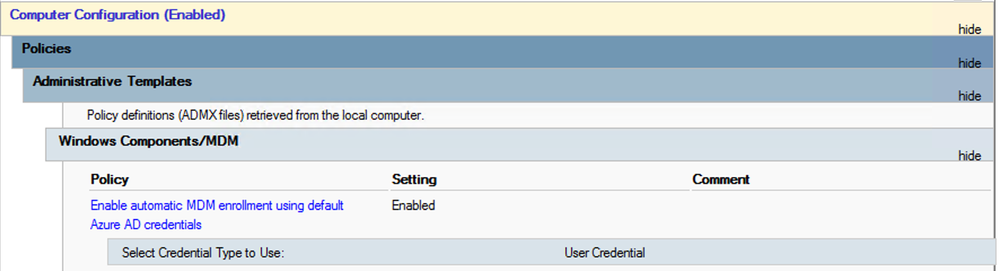 Computer Configuration (Enabled)
hide
Policies
hide
Administrative Templates
hide
Policy definitions (ADMX files) retrieved from the local computer.
Windows Components/MDM
hide
Policy Setting Comment
Enable automatic MDM enrollment using default Enabled
Azure AD credentials
Select Credential Type to Use: User Credential